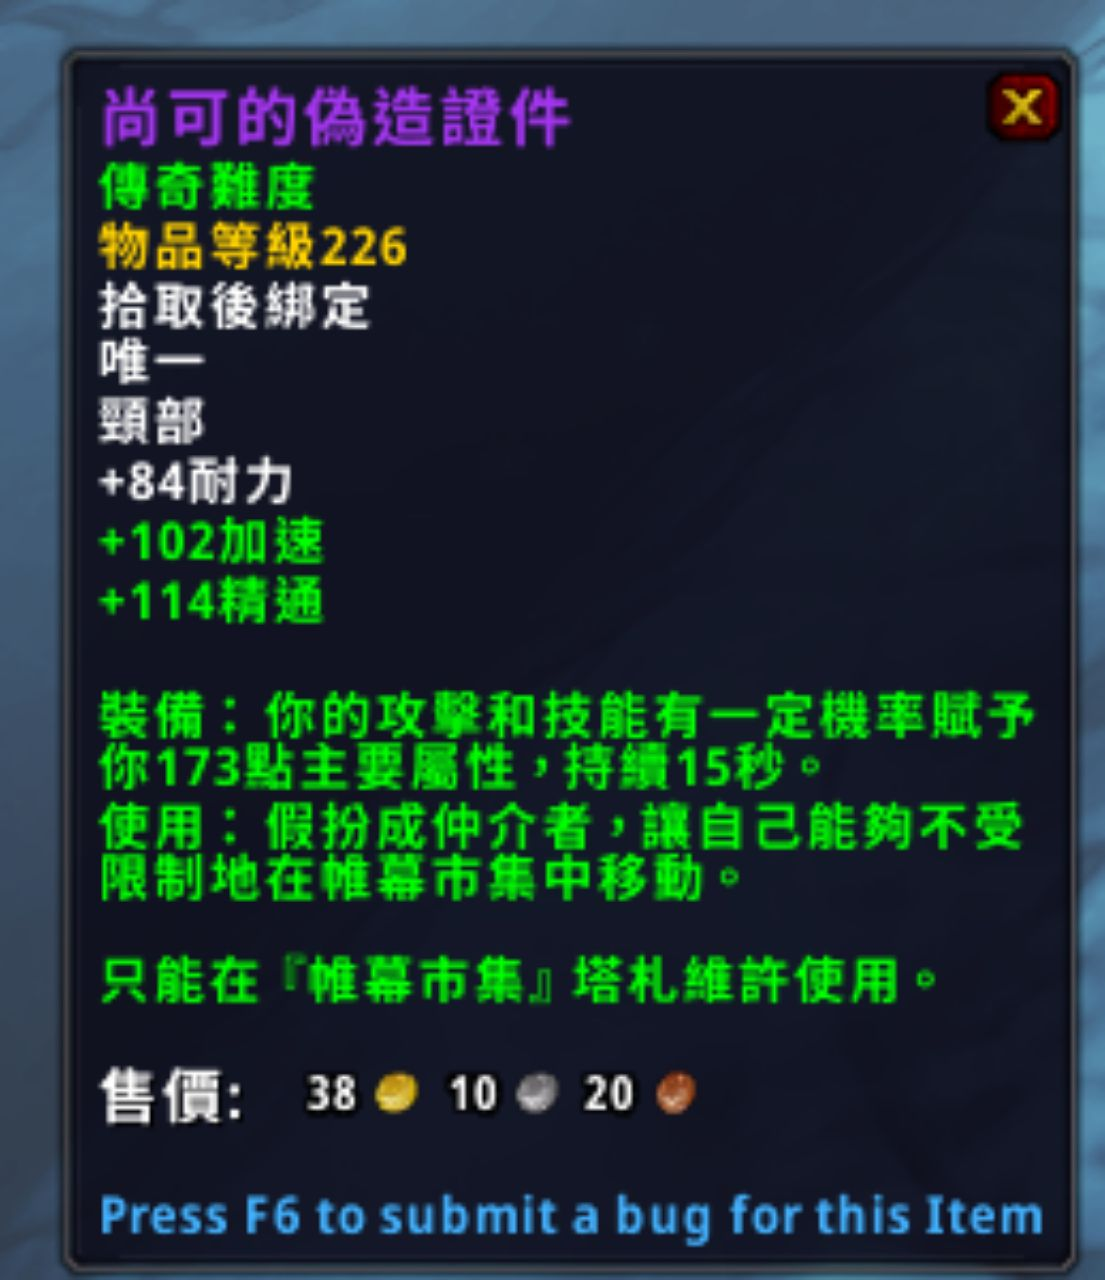 尚可的偽造證件
傳奇難度
物品等級226
拾取後綁定
唯一
頸部
+84耐力
+102加速
+114精通
裝備：你的攻擊和技能有一定機率賦予
你173點主要屬性，持續15秒。
使用：假扮成仲介者，讓自己能夠不受
限制地在帷幕市集中移動。
只能在『帷幕市集』塔札維許使用。
售價: 38 10 20
Press F6 to submit a bug for this Item